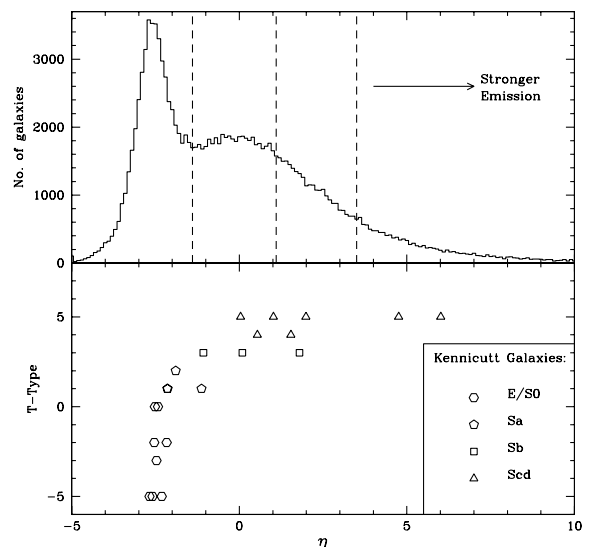 No. of galaxies
3000
2000
1000
0
Stronger
Emission
T-Type
5
0
-5
Kennicutt Galaxies:
E/S0
Sa
Sb
Scd
-5
0
5
10
η